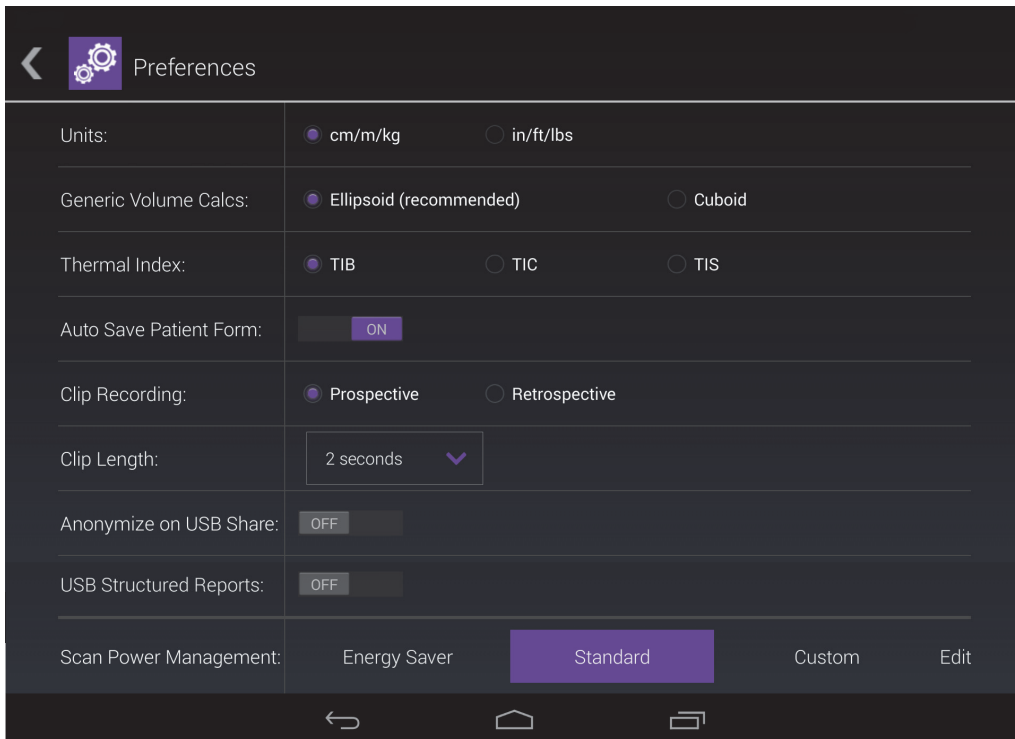 Preferences
Units: cm/m/kg in/ft/lbs
Generic Volume Calcs: Ellipsoid (recommended) Cuboid
Thermal Index: TIB TIC TIS
Auto Save Patient Form: ON
Clip Recording: Prospective Retrospective
Clip Length: 2 seconds
Anonymize on USB Share: OFF
USB Structured Reports: OFF
Scan Power Management: Energy Saver Standard Custom Edit